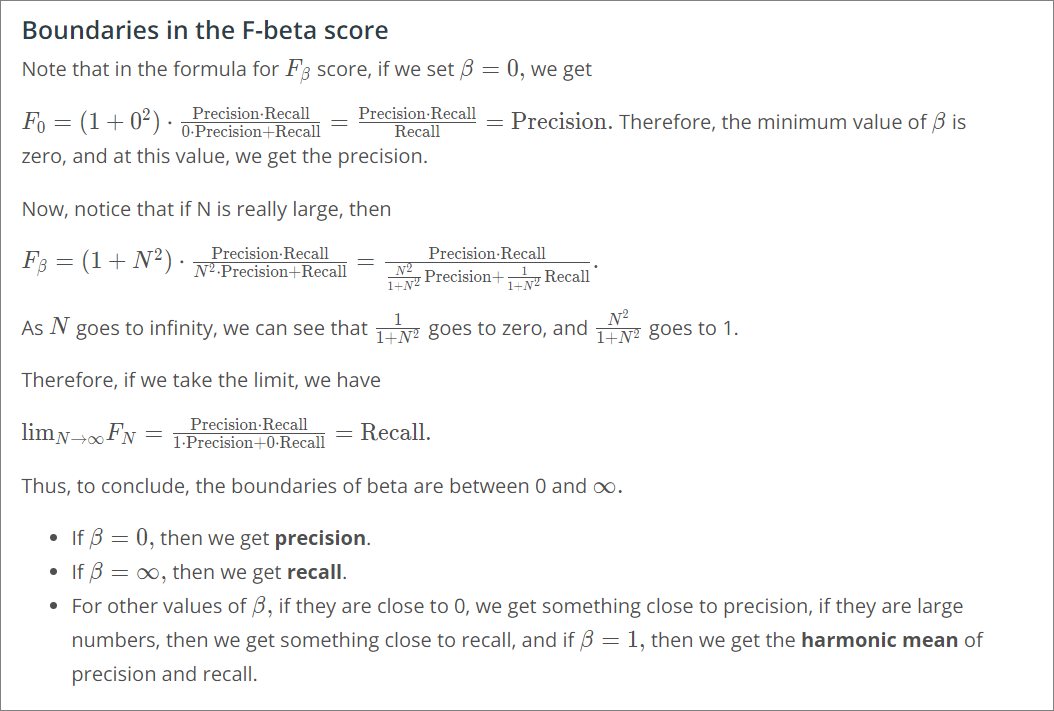 Boundaries in the F-beta score
Note that in the formula for $F_\beta$ score, if we set $\beta = 0$, we get
$F_0 = (1 + 0^2) \cdot \frac{\text{Precision} \cdot \text{Recall}}{0 \cdot \text{Precision} + \text{Recall}} = \frac{\text{Precision} \cdot \text{Recall}}{\text{Recall}} = \text{Precision}.$ Therefore, the minimum value of $\beta$ is
zero, and at this value, we get the precision.
Now, notice that if N is really large, then
$F_\beta = (1 + N^2) \cdot \frac{\text{Precision} \cdot \text{Recall}}{N^2 \cdot \text{Precision} + \text{Recall}} = \frac{\text{Precision} \cdot \text{Recall}}{\frac{N^2}{1+N^2} \text{Precision} + \frac{1}{1+N^2} \text{Recall}}.$
As $N$ goes to infinity, we can see that $\frac{1}{1+N^2}$ goes to zero, and $\frac{N^2}{1+N^2}$ goes to 1.
Therefore, if we take the limit, we have
$\lim_{N \to \infty} F_N = \frac{\text{Precision} \cdot \text{Recall}}{1 \cdot \text{Precision} + 0 \cdot \text{Recall}} = \text{Recall}.$
Thus, to conclude, the boundaries of beta are between 0 and $\infty$.
• If $\beta = 0$, then we get precision.
• If $\beta = \infty$, then we get recall.
• For other values of $\beta$, if they are close to 0, we get something close to precision, if they are large
numbers, then we get something close to recall, and if $\beta = 1$, then we get the harmonic mean of
precision and recall.